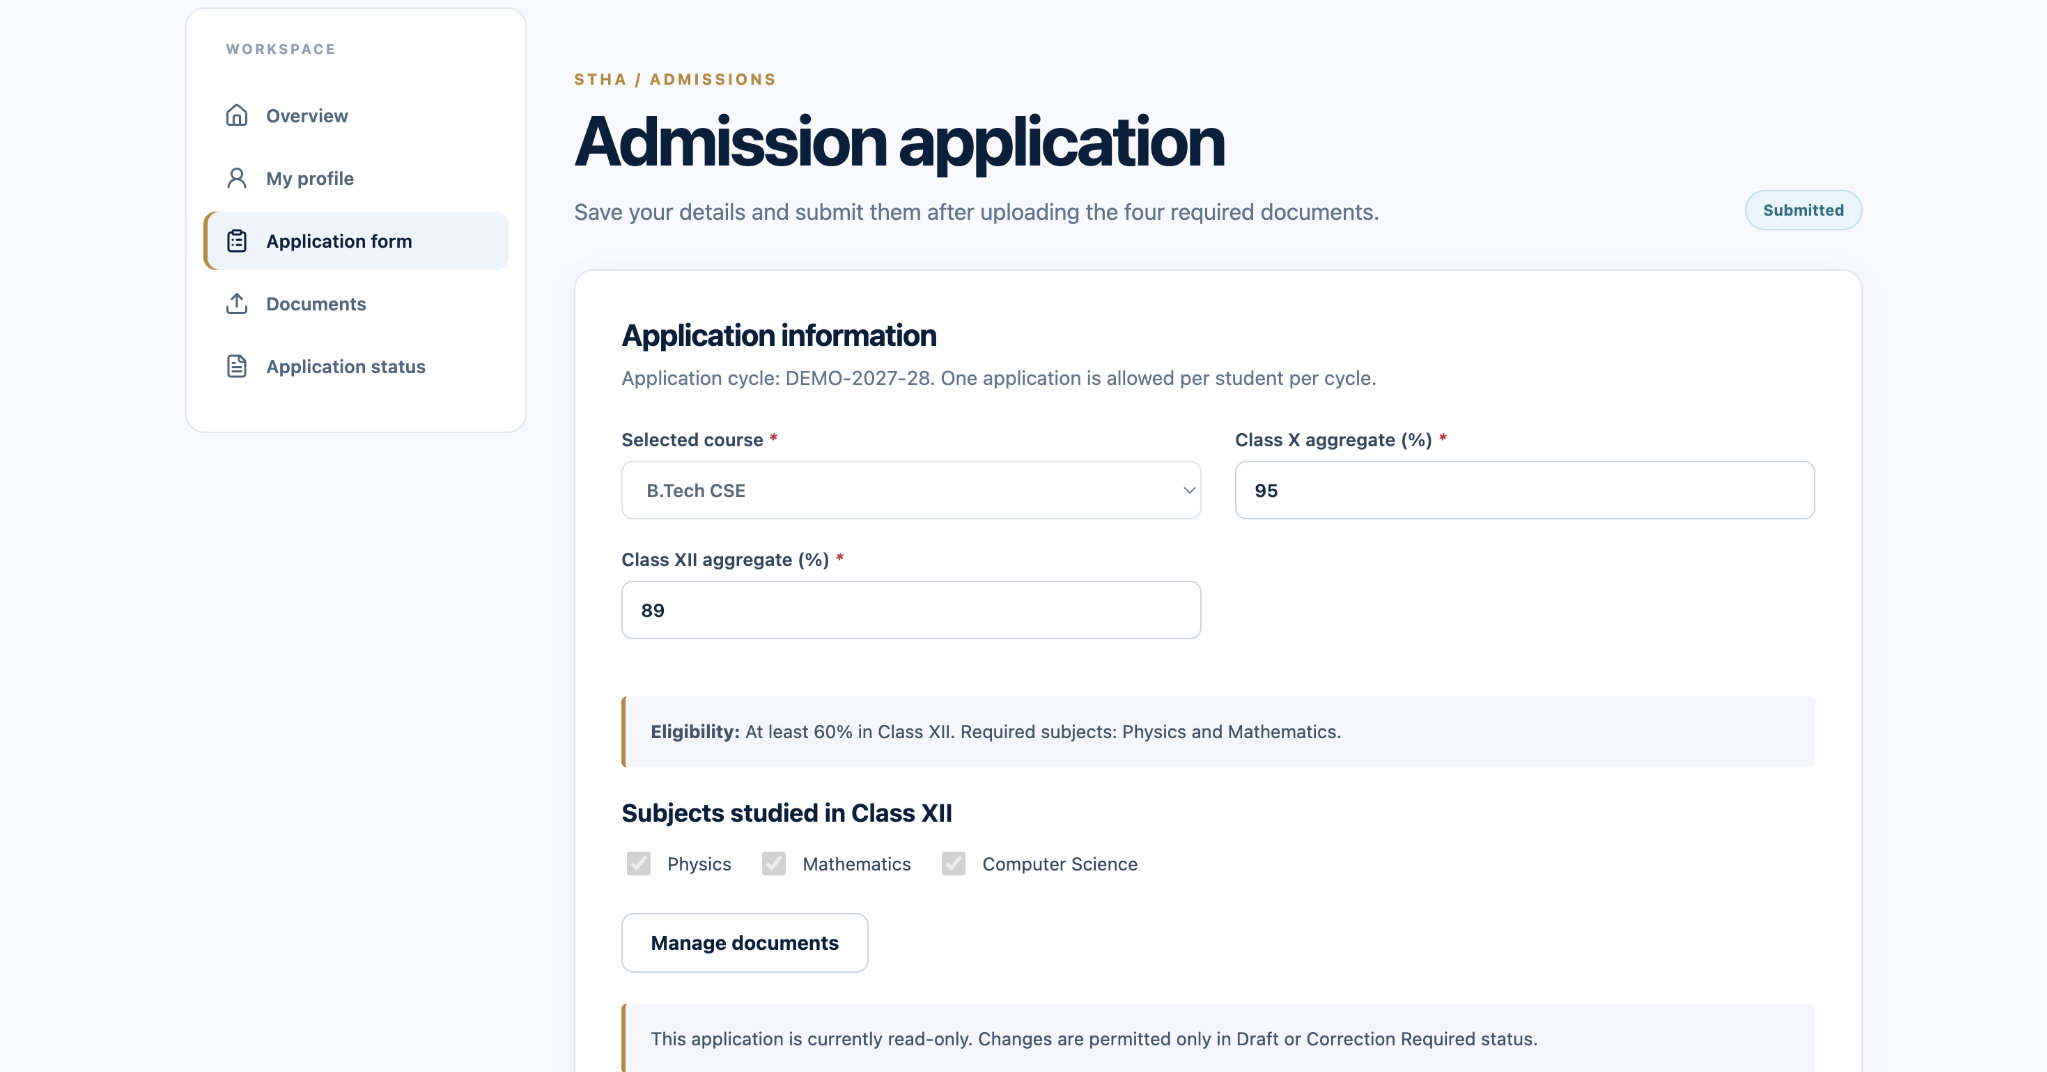 WORKSPACE
Overview
My profile
Application form
Documents
Application status
STHA / ADMISSIONS
Admission application
Save your details and submit them after uploading the four required documents.
Submitted
Application information
Application cycle: DEMO-2027-28. One application is allowed per student per cycle.
Selected course *
B.Tech CSE
Class X aggregate (%) *
95
Class XII aggregate (%) *
89
Eligibility: At least 60% in Class XII. Required subjects: Physics and Mathematics.
Subjects studied in Class XII
Physics Mathematics Computer Science
Manage documents
This application is currently read-only. Changes are permitted only in Draft or Correction Required status.